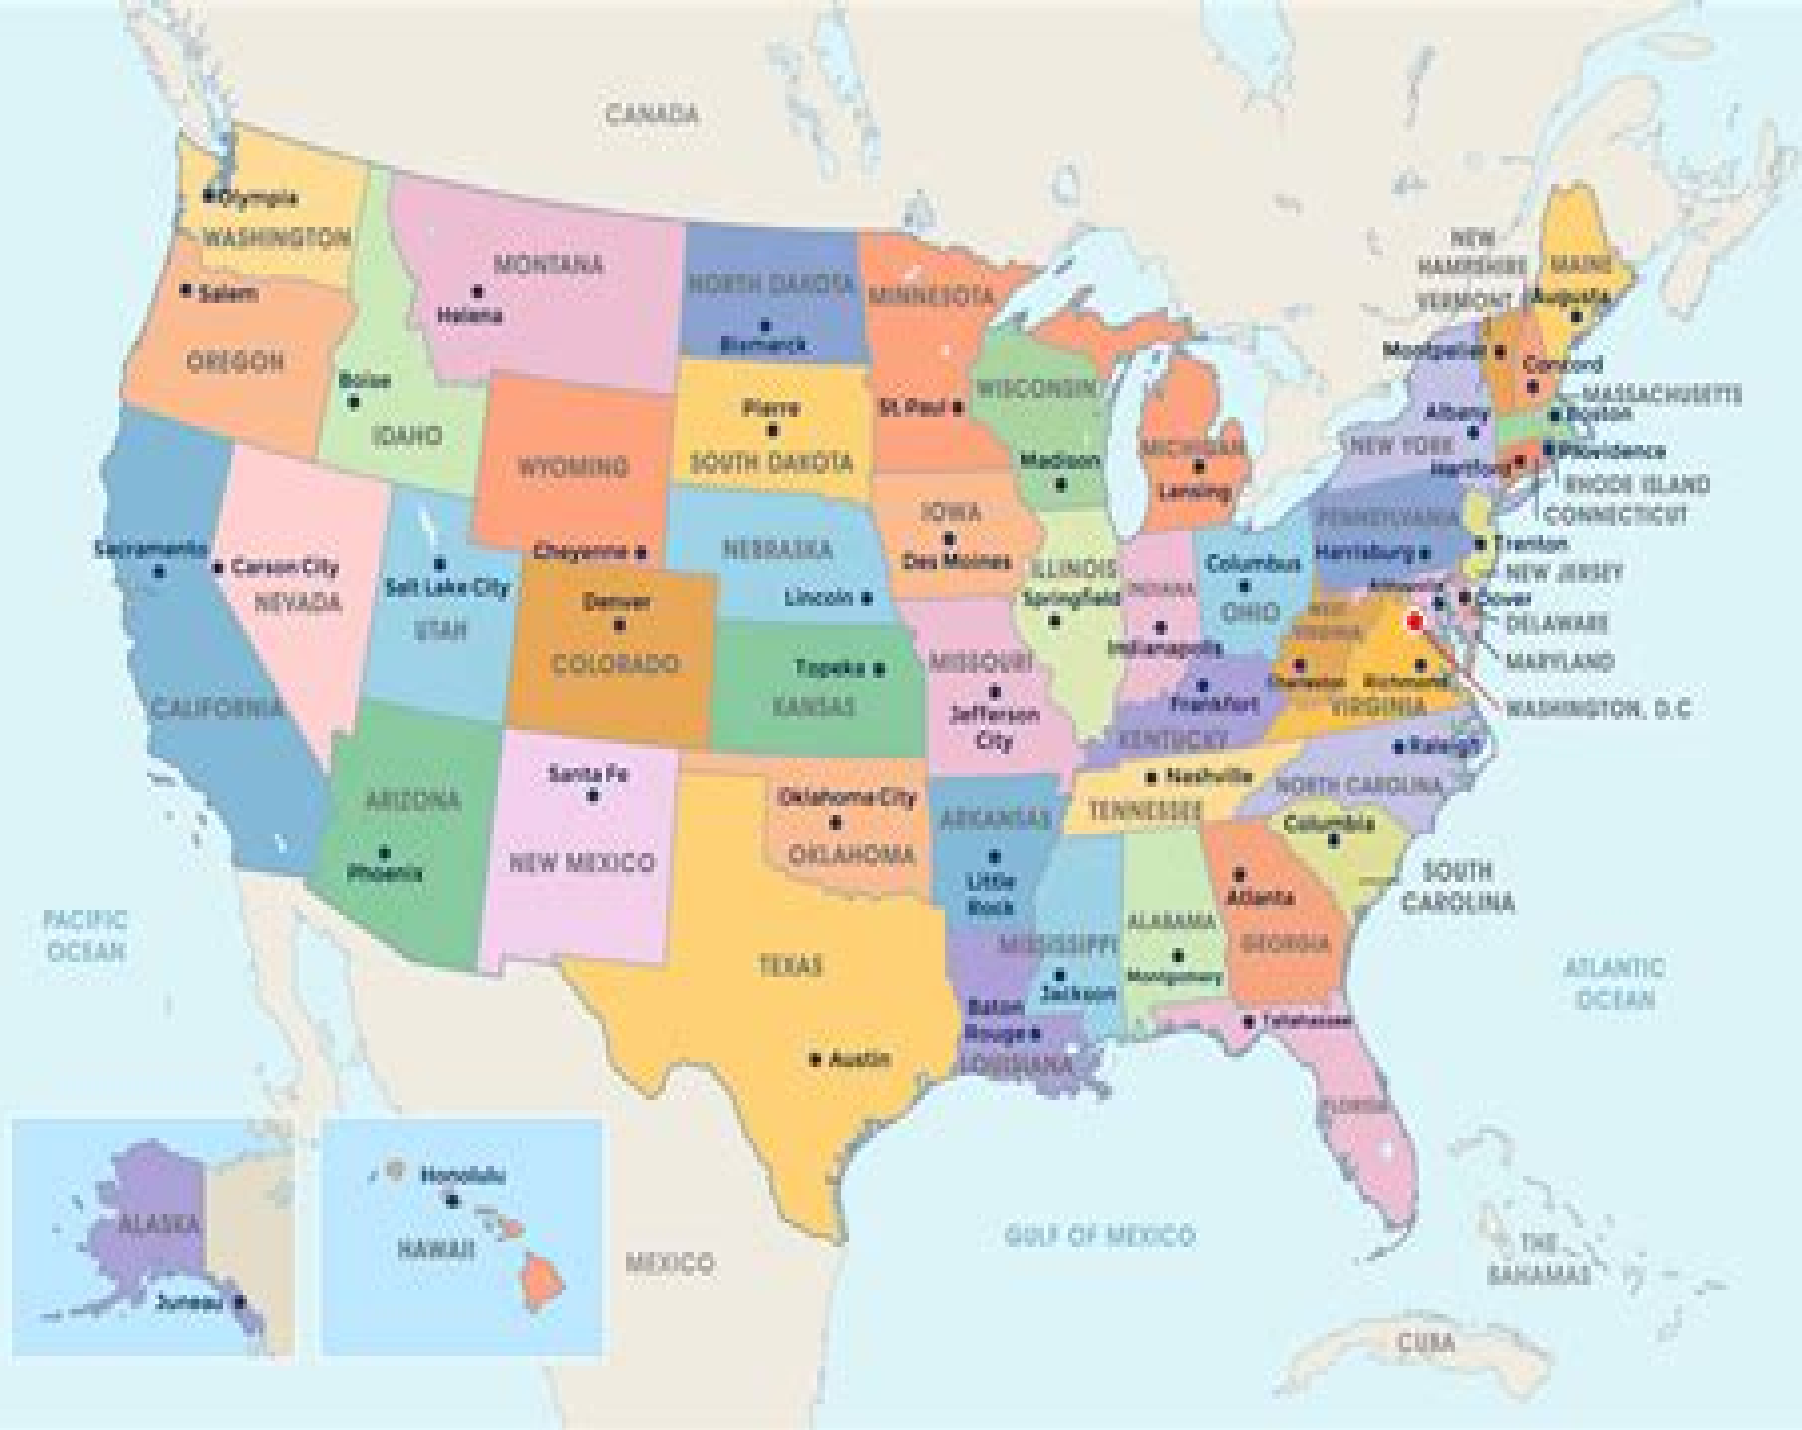 CANADA
Olympia
WASHINGTON
Salem
OREGON
MONTANA
Helena
Boise
IDAHO
NORTH DAKOTA
Bismarck
MINNESOTA
St. Paul
Pierre
SOUTH DAKOTA
WYOMING
Cheyenne
WISCONSIN
Madison
MICHIGAN
Lansing
NEW
HAMPSHIRE
VERMONT
MAINE
Augusta
Montpelier
Concord
MASSACHUSETTS
Boston
Albany
NEW YORK
Providence
Hartford
RHODE ISLAND
CONNECTICUT
PENNSYLVANIA
Harrisburg
Trenton
NEW JERSEY
Annapolis
Dover
DELAWARE
MARYLAND
WASHINGTON, D.C
Sacramento
CALIFORNIA
Carson City
NEVADA
Salt Lake City
UTAH
Denver
COLORADO
NEBRASKA
Lincoln
IOWA
Des Moines
ILLINOIS
Springfield
INDIANA
Indianapolis
Columbus
OHIO
WEST
VIRGINIA
Charleston
Richmond
VIRGINIA
Topeka
KANSAS
MISSOURI
Jefferson
City
Frankfort
KENTUCKY
Raleigh
NORTH CAROLINA
Nashville
TENNESSEE
ARIZONA
Phoenix
Santa Fe
NEW MEXICO
Oklahoma City
OKLAHOMA
ARKANSAS
Little
Rock
Columbia
SOUTH
CAROLINA
Atlanta
GEORGIA
ALABAMA
Montgomery
MISSISSIPPI
Jackson
TEXAS
Austin
Baton
Rouge
LOUISIANA
Tallahassee
FLORIDA
PACIFIC
OCEAN
ATLANTIC
OCEAN
ALASKA
Juneau
Honolulu
HAWAII
MEXICO
GULF OF MEXICO
THE
BAHAMAS
CUBA